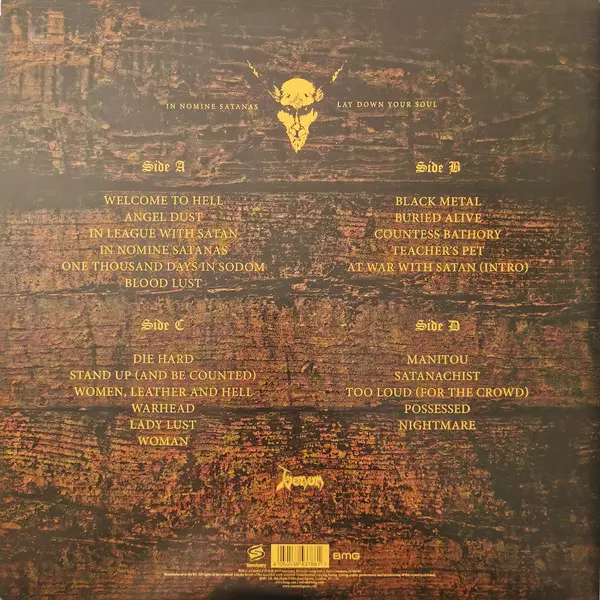 IN NOMINE SATANAS
LAY DOWN YOUR SOUL
Side A
WELCOME TO HELL
ANGEL DUST
IN LEAGUE WITH SATAN
IN NOMINE SATANAS
ONE THOUSAND DAYS IN SODOM
BLOOD LUST
Side B
BLACK METAL
BURIED ALIVE
COUNTESS BATHORY
TEACHER'S PET
AT WAR WITH SATAN (INTRO)
Side C
DIE HARD
STAND UP (AND BE COUNTED)
WOMEN, LEATHER AND HELL
WARHEAD
LADY LUST
WOMAN
Side D
MANITOU
SATANACHIST
TOO LOUD (FOR THE CROWD)
POSSESSED
NIGHTMARE
Venom
Sanctuary
BMG